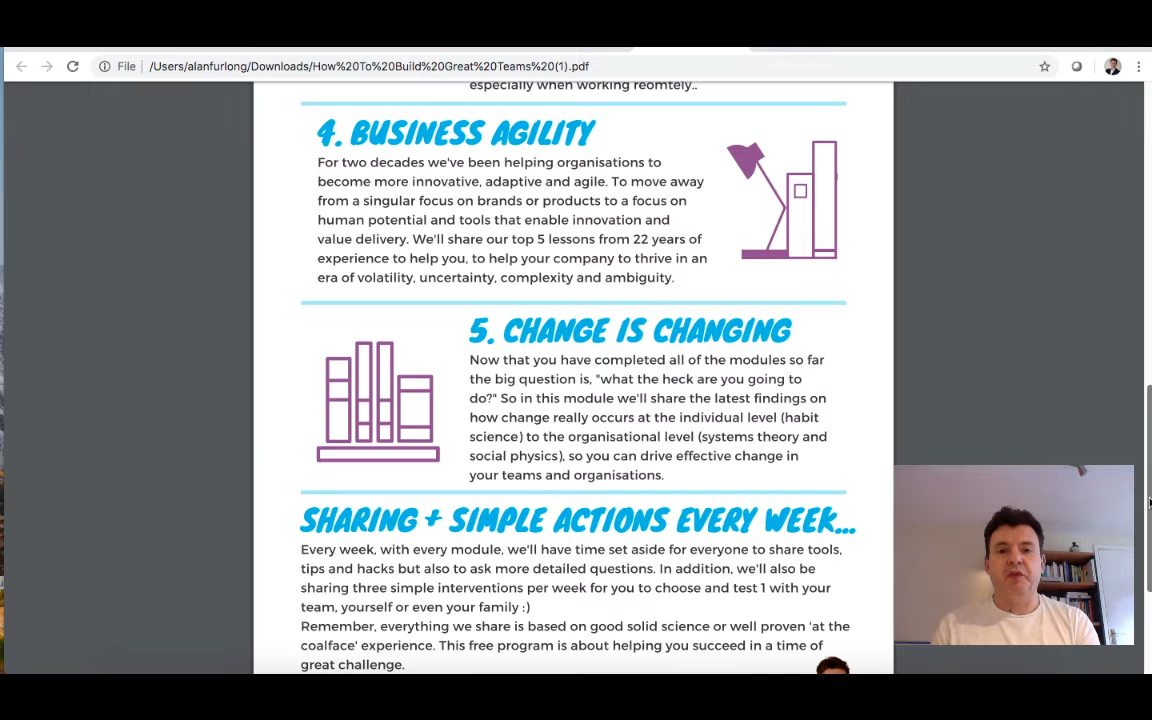 File
/Users/alanfurlong/Downloads/How%20To%20Build%20Great%20Teams%20(1).pdf
especially when working reomtely..
4. BUSINESS AGILITY
For two decades we've been helping organisations to
become more innovative, adaptive and agile. To move away
from a singular focus on brands or products to a focus on
human potential and tools that enable innovation and
value delivery. We'll share our top 5 lessons from 22 years of
experience to help you, to help your company to thrive in an
era of volatility, uncertainty, complexity and ambiguity.
5. CHANGE IS CHANGING
Now that you have completed all of the modules so far
the big question is, "what the heck are you going to
do?" So in this module we'll share the latest findings on
how change really occurs at the individual level (habit
science) to the organisational level (systems theory and
social physics), so you can drive effective change in
your teams and organisations.
SHARING + SIMPLE ACTIONS EVERY WEEK...
Every week, with every module, we'll have time set aside for everyone to share tools,
tips and hacks but also to ask more detailed questions. In addition, we'll also be
sharing three simple interventions per week for you to choose and test 1 with your
team, yourself or even your family :)
Remember, everything we share is based on good solid science or well proven 'at the
coalface' experience. This free program is about helping you succeed in a time of
great challenge.